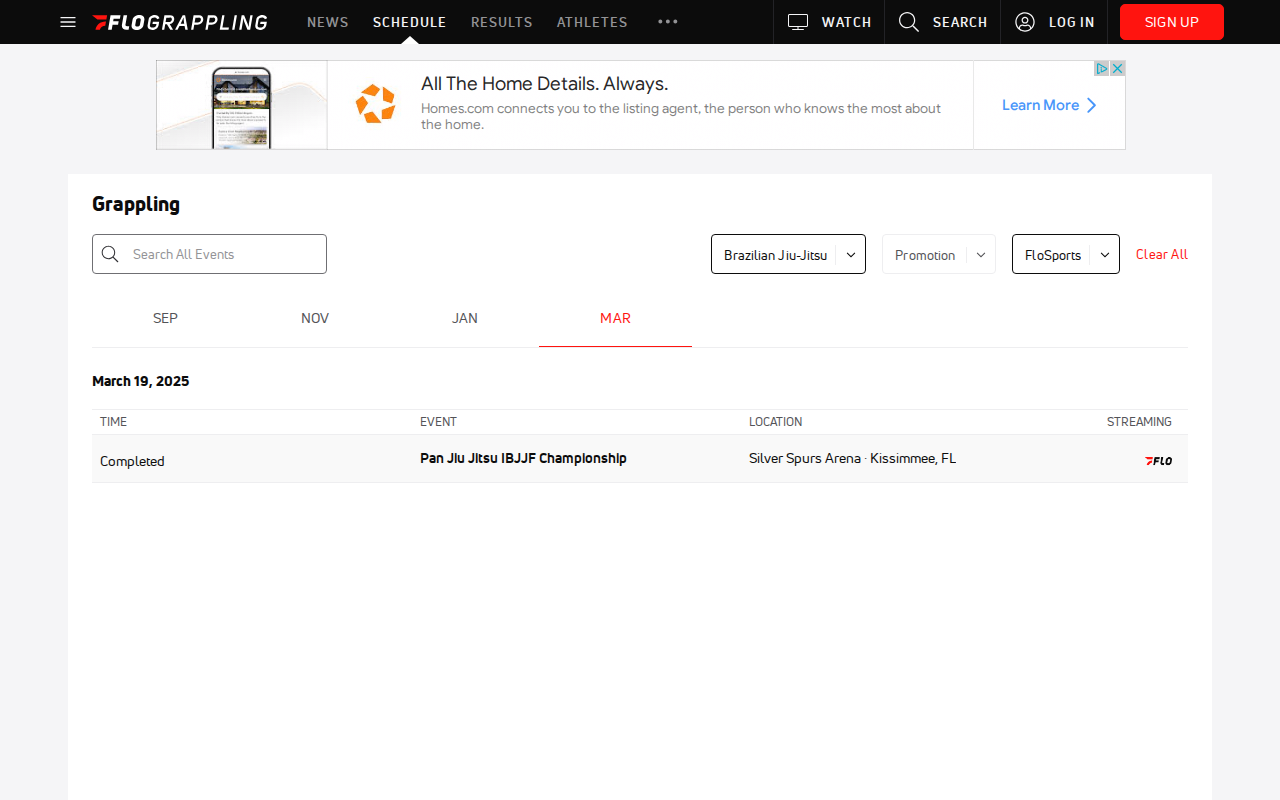 FLOGRAPPLING NEWS SCHEDULE RESULTS ATHLETES WATCH SEARCH LOG IN SIGN UP
All The Home Details. Always.
Homes.com connects you to the listing agent, the person who knows the most about
the home.
Learn More
Grappling
Search All Events
Brazilian Jiu-Jitsu Promotion FloSports Clear All
SEP NOV JAN MAR
March 19, 2025
TIME EVENT LOCATION STREAMING
Completed Pan Jiu Jitsu IBJJF Championship Silver Spurs Arena · Kissimmee, FL FLO